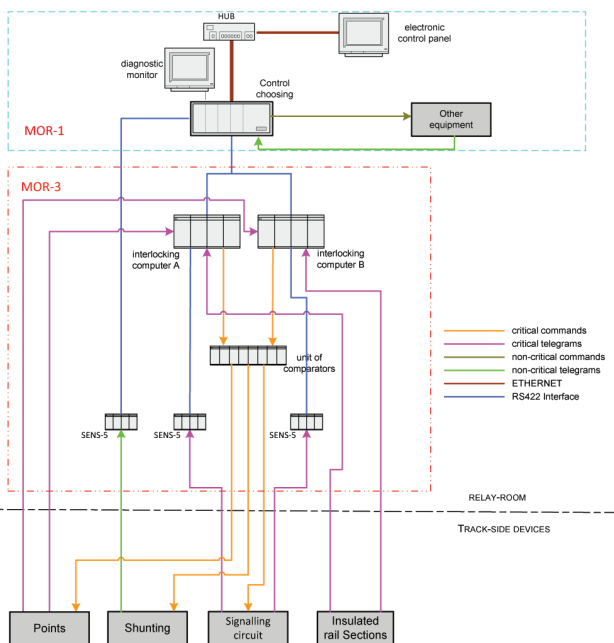 HUB
electronic
control panel
diagnostic
monitor
Control
choosing
Other
equipment
MOR-1
MOR-3
interlocking
computer A
interlocking
computer B
critical commands
critical telegrams
non-critical commands
non-critical telegrams
ETHERNET
RS422 Interface
unit of
comparators
SENS-5
SENS-5
SENS-5
RELAY-ROOM
TRACK-SIDE DEVICES
Points
Shunting
Signalling
circuit
Insulated
rail Sections